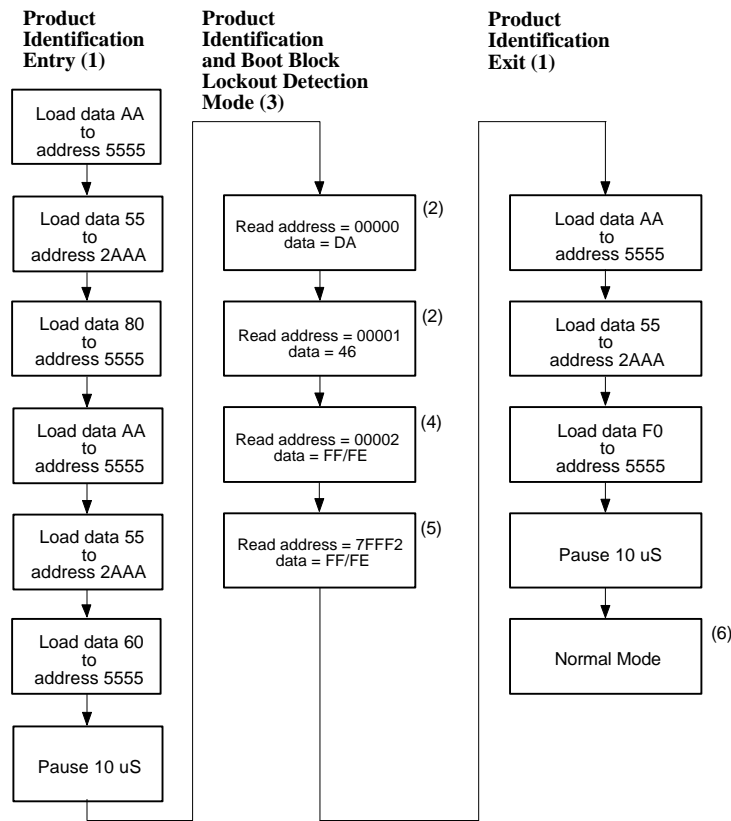 Product
Identification
Entry (1)
Load data AA
to
address 5555
Load data 55
to
address 2AAA
Load data 80
to
address 5555
Load data AA
to
address 5555
Load data 55
to
address 2AAA
Load data 60
to
address 5555
Pause 10 uS
Product
Identification
and Boot Block
Lockout Detection
Mode (3)
Read address = 00000
data = DA
(2)
Read address = 00001
data = 46
(2)
Read address = 00002
data = FF/FE
(4)
Read address = 7FFF2
data = FF/FE
(5)
Product
Identification
Exit (1)
Load data AA
to
address 5555
Load data 55
to
address 2AAA
Load data F0
to
address 5555
Pause 10 uS
Normal Mode
(6)